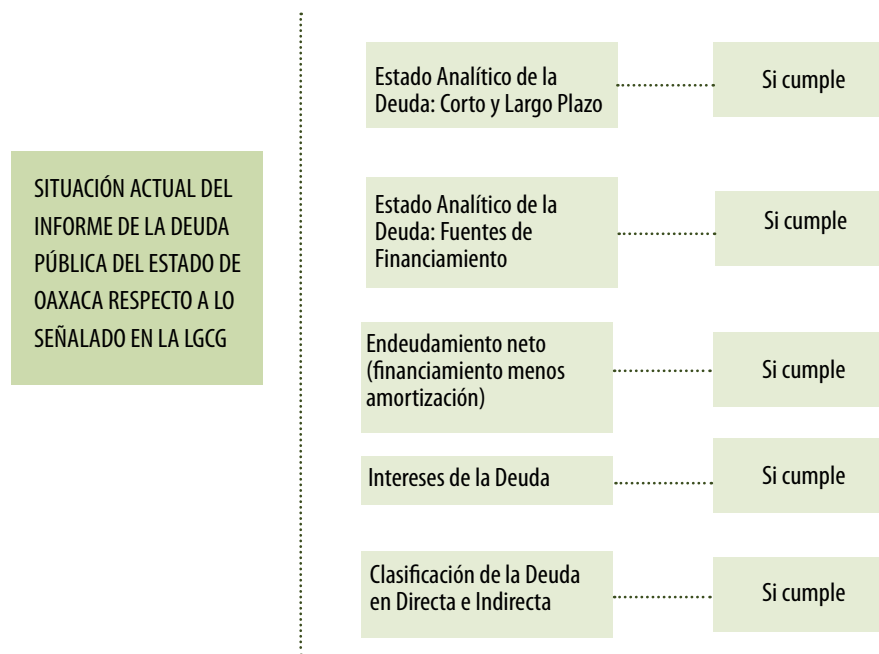 SITUACIÓN ACTUAL DEL
INFORME DE LA DEUDA
PÚBLICA DEL ESTADO DE
OAXACA RESPECTO A LO
SEÑALADO EN LA LGCG
Estado Analítico de la
Deuda: Corto y Largo Plazo
Si cumple
Estado Analítico de la
Deuda: Fuentes de
Financiamiento
Si cumple
Endeudamiento neto
(financiamiento menos
amortización)
Si cumple
Intereses de la Deuda
Si cumple
Clasificación de la Deuda
en Directa e Indirecta
Si cumple